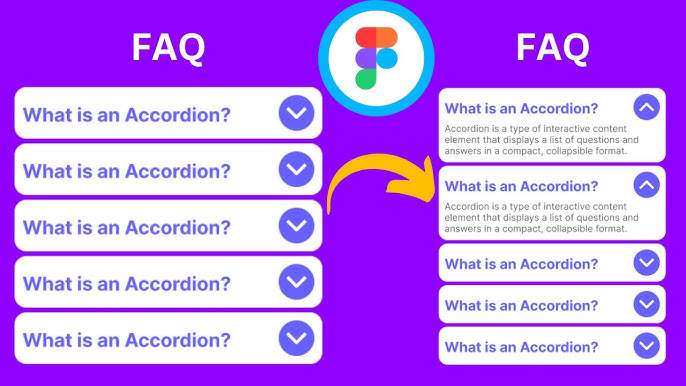 FAQ
What is an Accordion?
What is an Accordion?
What is an Accordion?
What is an Accordion?
What is an Accordion?
FAQ
What is an Accordion?
Accordion is a type of interactive content
element that displays a list of questions and
answers in a compact, collapsible format.
What is an Accordion?
Accordion is a type of interactive content
element that displays a list of questions and
answers in a compact, collapsible format.
What is an Accordion?
What is an Accordion?
What is an Accordion?